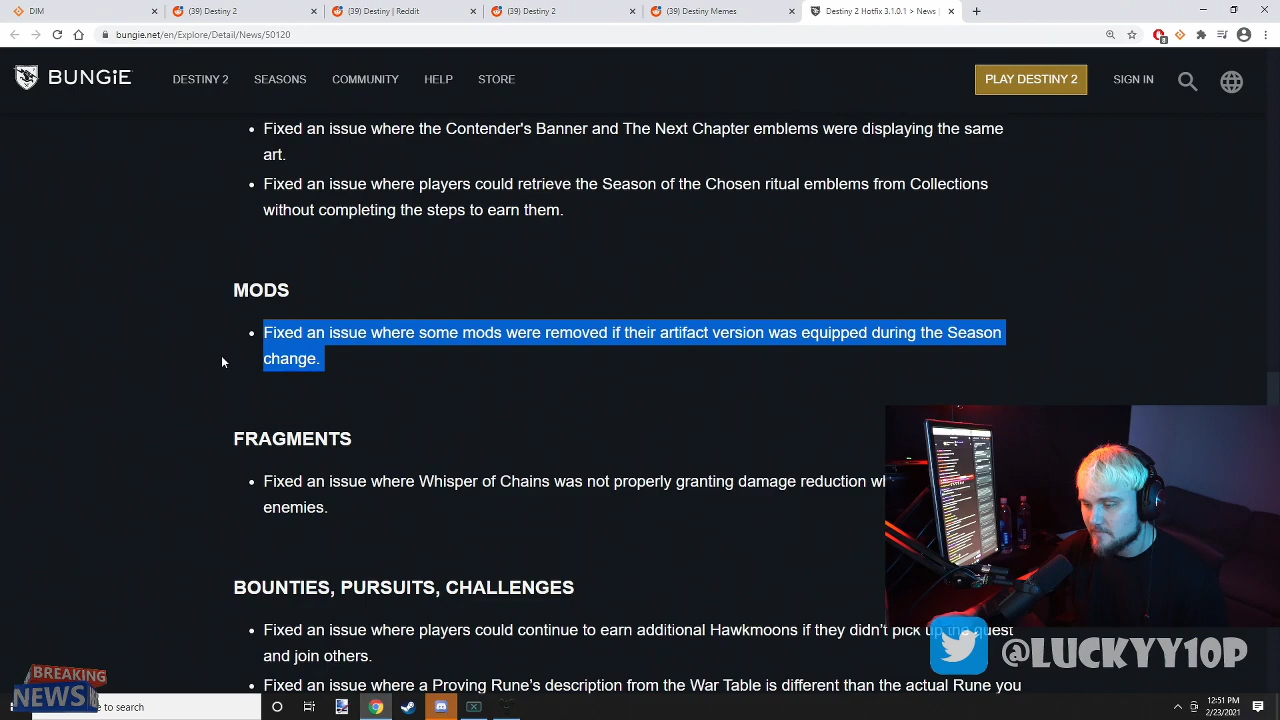 DIM
(39) Destiny 2
(39) Destiny | Reddit
(39) Destiny 2
(39) Destiny Memes
Destiny 2 Hotfix 3.1.0.1 > News |
bungie.net/en/Explore/Detail/News/50120
8
BUNGiE
DESTINY 2
SEASONS
COMMUNITY
HELP
STORE
PLAY DESTINY 2
SIGN IN
• Fixed an issue where the Contender's Banner and The Next Chapter emblems were displaying the same
art.
• Fixed an issue where players could retrieve the Season of the Chosen ritual emblems from Collections
without completing the steps to earn them.
MODS
• Fixed an issue where some mods were removed if their artifact version was equipped during the Season
change.
FRAGMENTS
• Fixed an issue where Whisper of Chains was not properly granting damage reduction
enemies.
BOUNTIES, PURSUITS, CHALLENGES
• Fixed an issue where players could continue to earn additional Hawkmoons if they didn't pick up the quest
and join others.
• Fixed an issue where a Proving Rune's description from the War Table is different than the actual Rune you
@LUCKYY10P
BREAKING
NEWS
to search
12:51 PM
2/23/2021